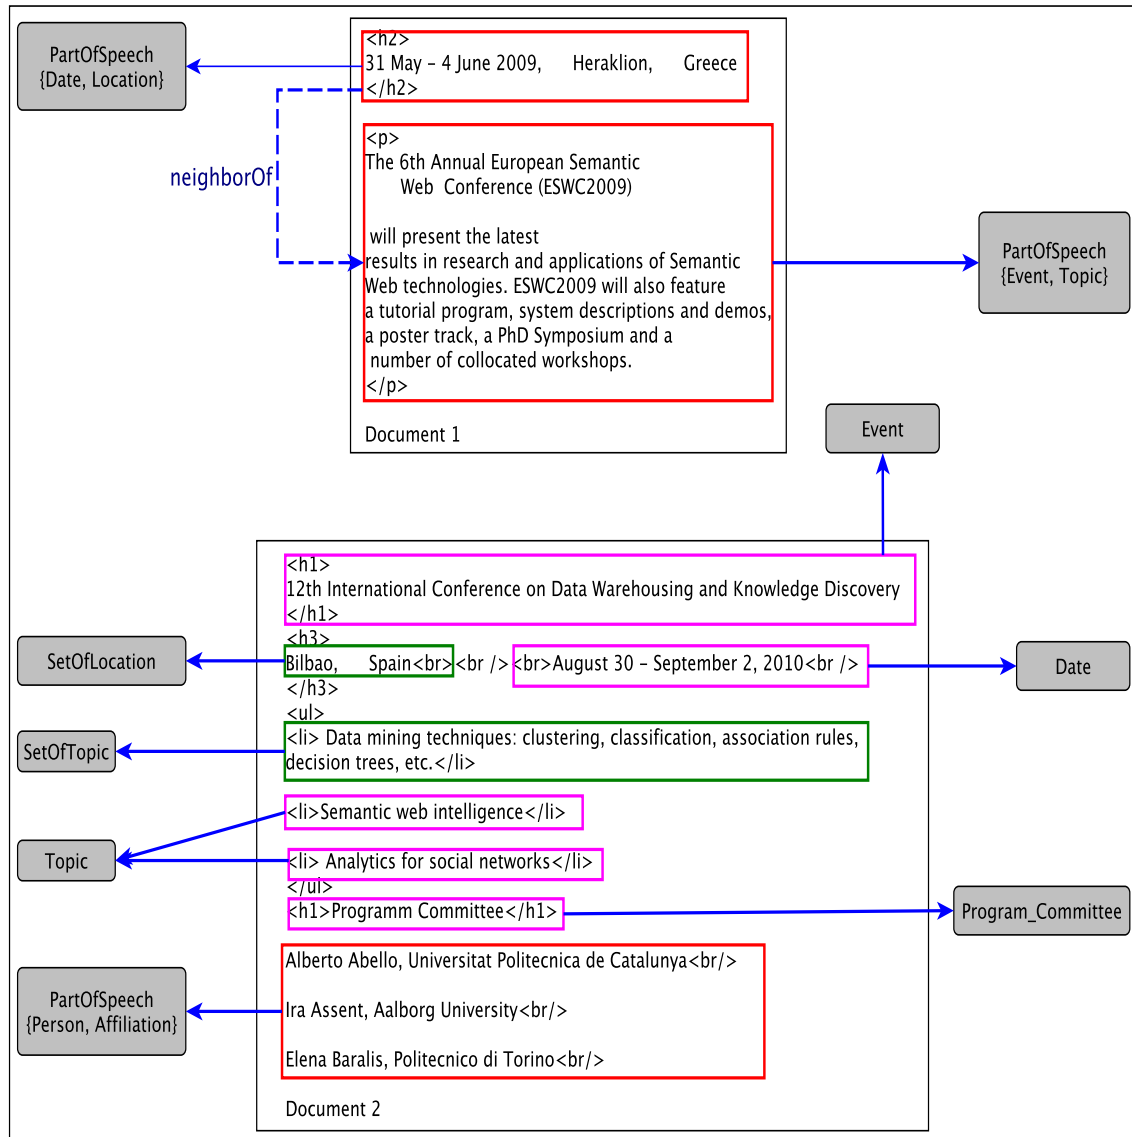 PartOfSpeech
{Date, Location}
<h2>
31 May – 4 June 2009, Heraklion, Greece
</h2>
neighborOf
<p>
The 6th Annual European Semantic
Web Conference (ESWC2009)
will present the latest
results in research and applications of Semantic
Web technologies. ESWC2009 will also feature
a tutorial program, system descriptions and demos,
a poster track, a PhD Symposium and a
number of collocated workshops.
</p>
Document 1
PartOfSpeech
{Event, Topic}
Event
<h1>
12th International Conference on Data Warehousing and Knowledge Discovery
</h1>
<h3>
SetOfLocation
Bilbao, Spain<br> <br /> <br>August 30 – September 2, 2010<br />
Date
</h3>
<ul>
SetOfTopic
<li> Data mining techniques: clustering, classification, association rules,
decision trees, etc.</li>
<li>Semantic web intelligence</li>
Topic
<li> Analytics for social networks</li>
</ul>
<h1>Programm Committee</h1>
Program_Committee
PartOfSpeech
{Person, Affiliation}
Alberto Abello, Universitat Politecnica de Catalunya<br/>
Ira Assent, Aalborg University<br/>
Elena Baralis, Politecnico di Torino<br/>
Document 2